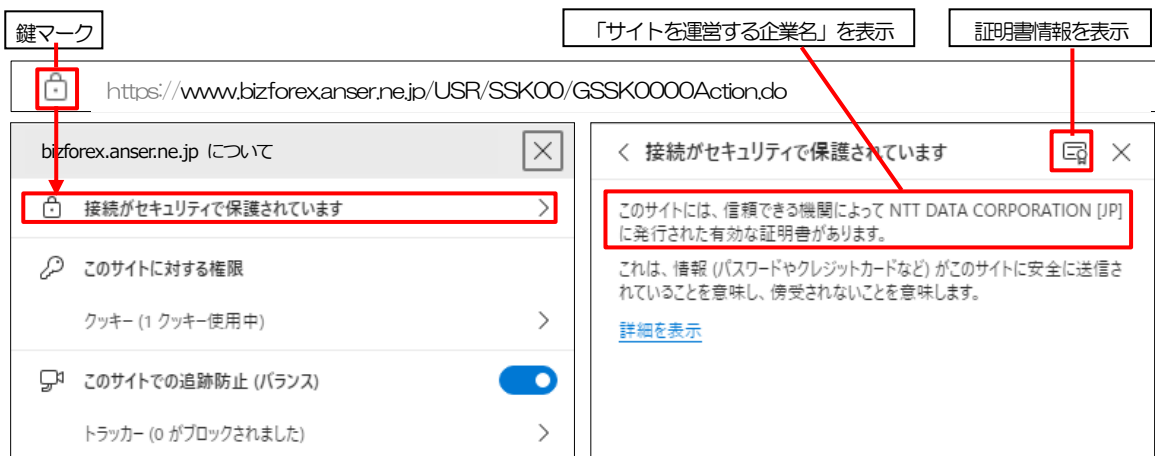 鍵マーク
「サイトを運営する企業名」を表示
証明書情報を表示
https://www.bizforex.anser.ne.jp/USR/SSK00/GSSK0000Action.do
bizforex.anser.ne.jp について
接続がセキュリティで保護されています
このサイトに対する権限
クッキー (1 クッキー使用中)
このサイトでの追跡防止 (バランス)
トラッカー (0 がブロックされました)
接続がセキュリティで保護されています
このサイトには、信頼できる機関によって NTT DATA CORPORATION [JP]
に発行された有効な証明書があります。
これは、情報 (パスワードやクレジットカードなど) がこのサイトに安全に送信さ
れていることを意味し、傍受されないことを意味します。
詳細を表示